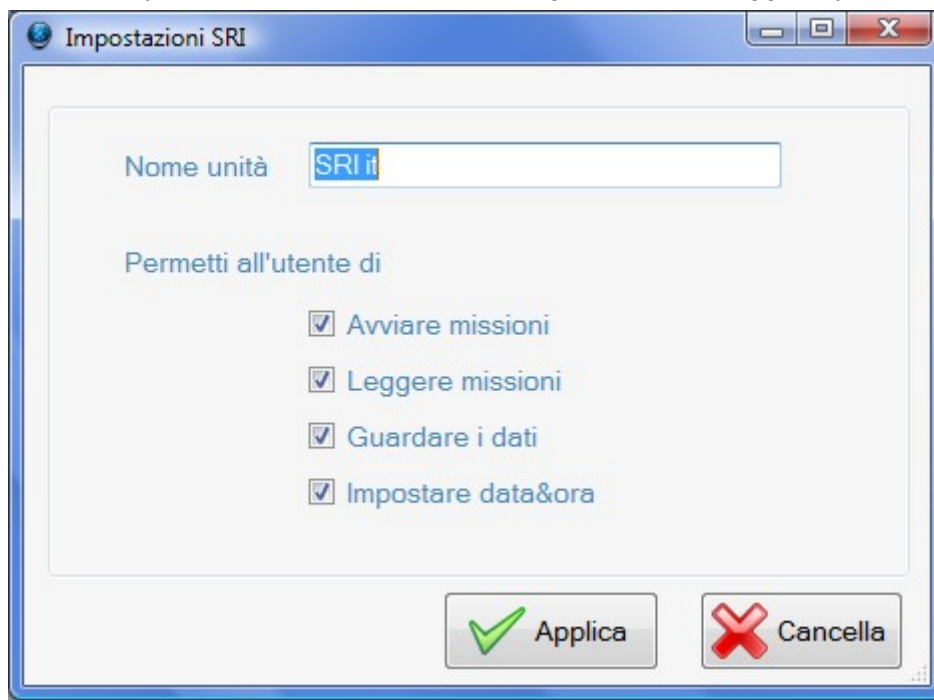 Impostazioni SRI
Nome unità SRI it
Permetti all'utente di
Avviare missioni
Leggere missioni
Guardare i dati
Impostare data&ora
Applica Cancella